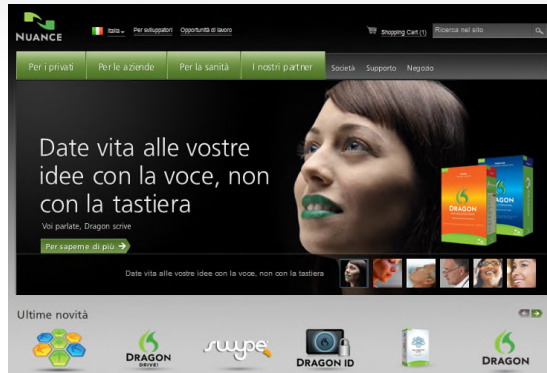 NUANCE
Italia
Per sviluppatori
Opportunità di lavoro
Shopping Cart (1)
Ricerca nel sito
Per i privati
Per le aziende
Per la sanità
I nostri partner
Società
Supporto
Negozio
Date vita alle vostre
idee con la voce, non
con la tastiera
Voi parlate, Dragon scrive
Per saperne di più
DRAGON
DRAGON
Date vita alle vostre idee con la voce, non con la tastiera
Ultime novità
DRAGON
DRIVE!
swype
DRAGON ID
DRAGON